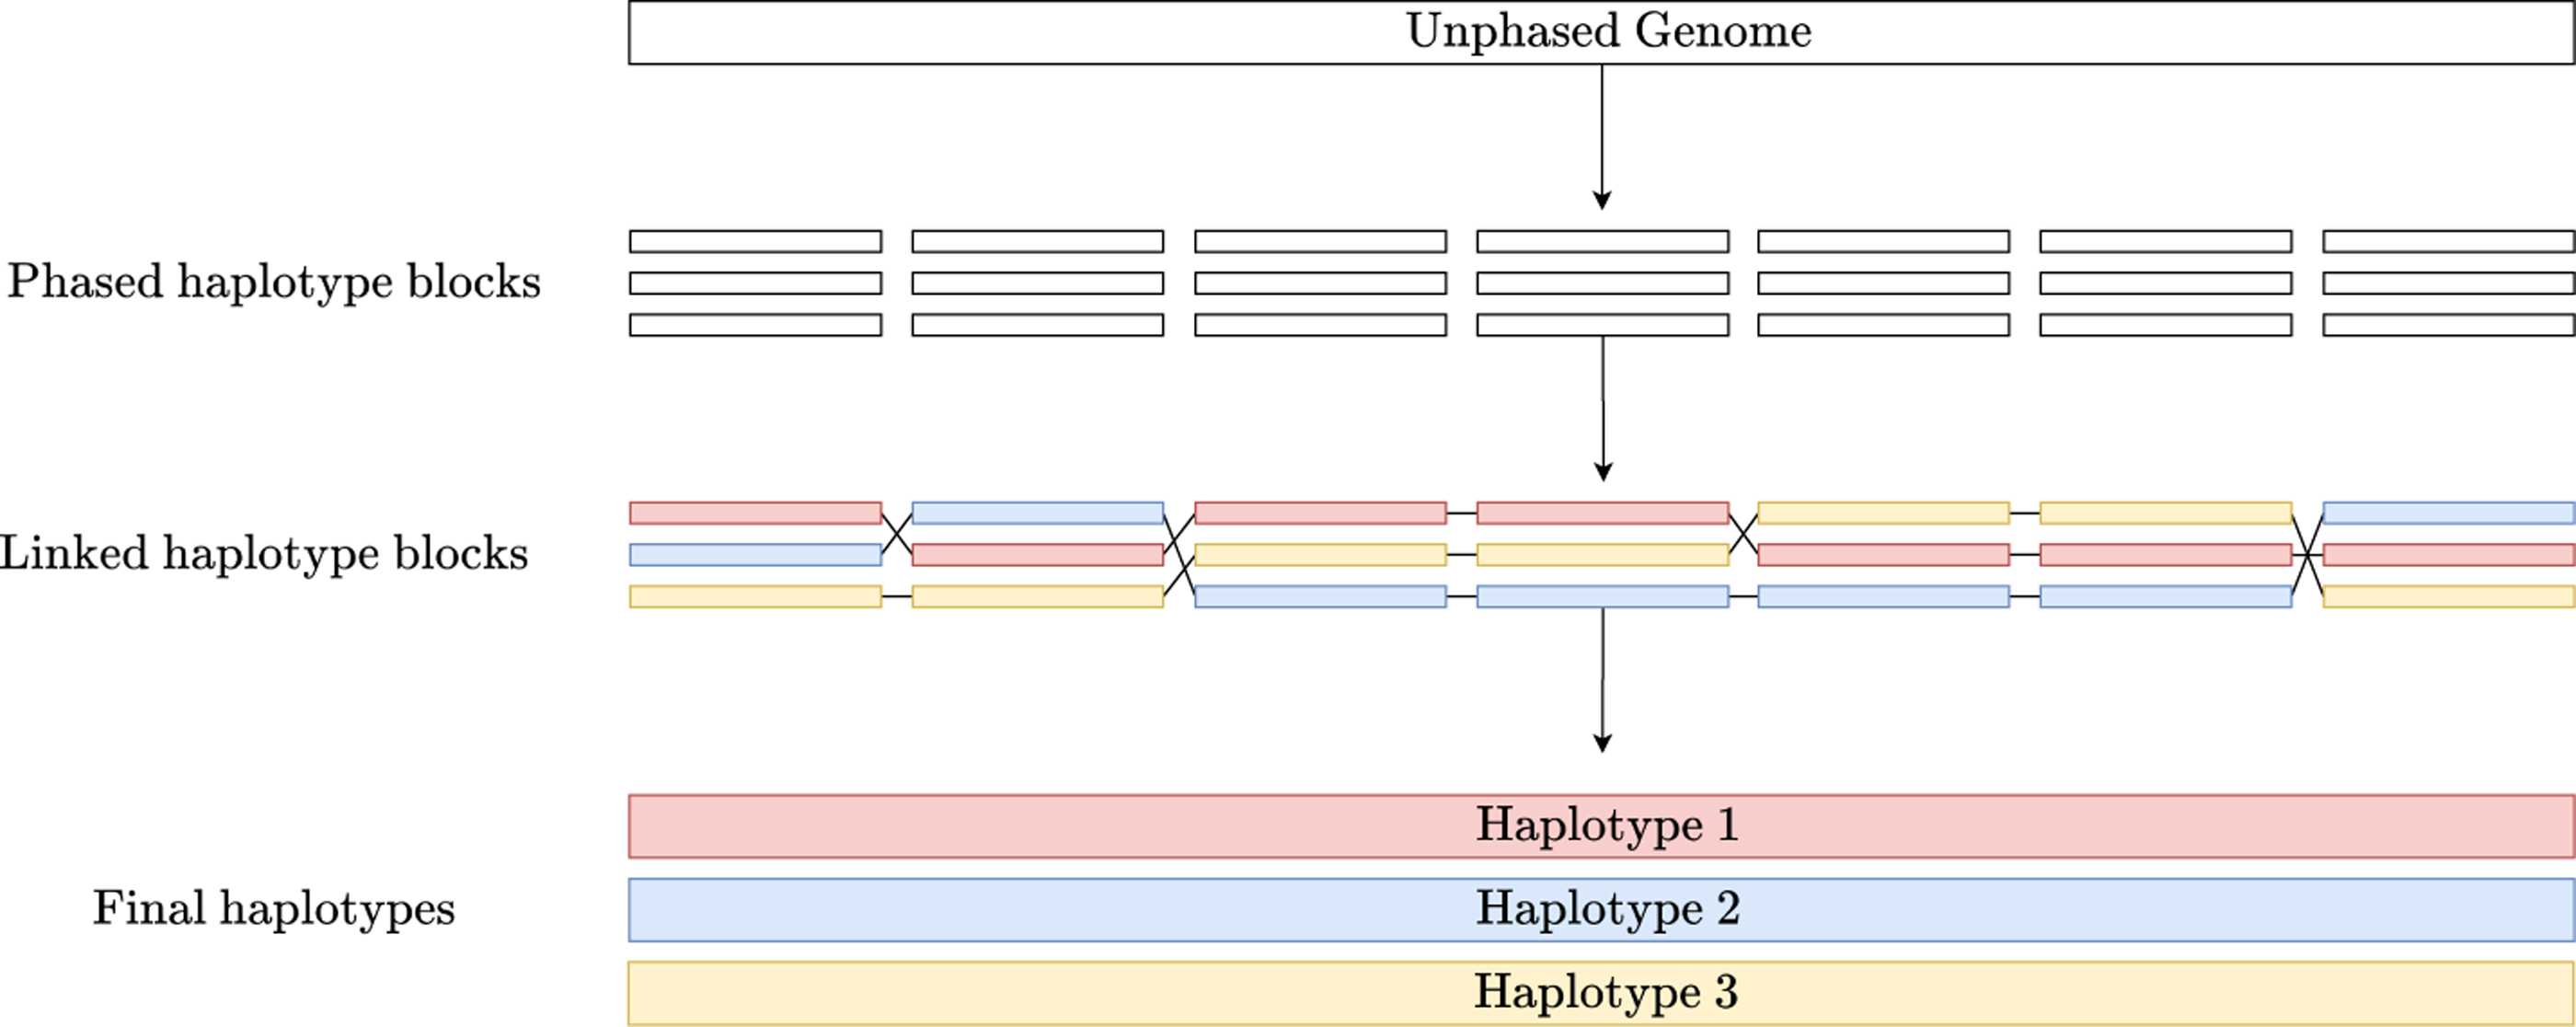 Unphased Genome
Phased haplotype blocks
Linked haplotype blocks
Haplotype 1
Final haplotypes
Haplotype 2
Haplotype 3